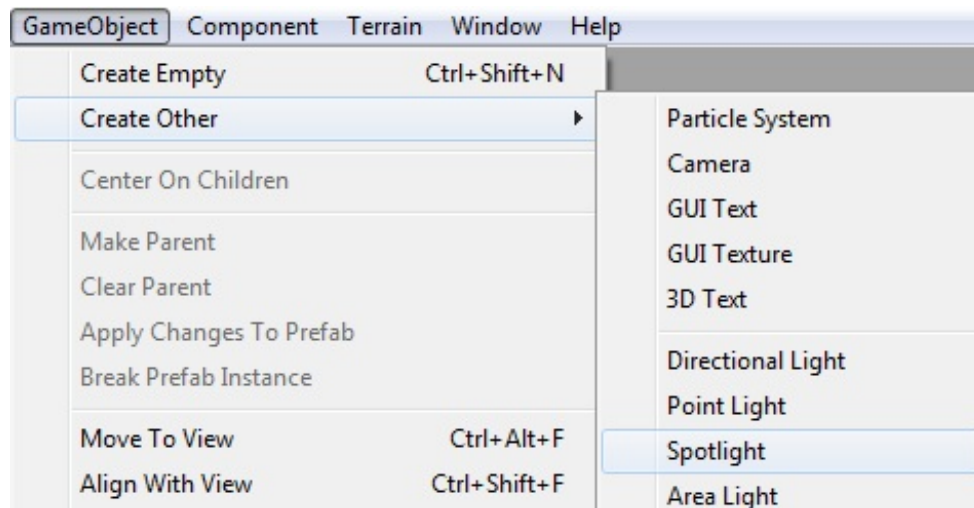 GameObject Component Terrain Window Help
Create Empty Ctrl+Shift+N
Create Other
Center On Children
Make Parent
Clear Parent
Apply Changes To Prefab
Break Prefab Instance
Move To View Ctrl+Alt+F
Align With View Ctrl+Shift+F
Particle System
Camera
GUI Text
GUI Texture
3D Text
Directional Light
Point Light
Spotlight
Area Light